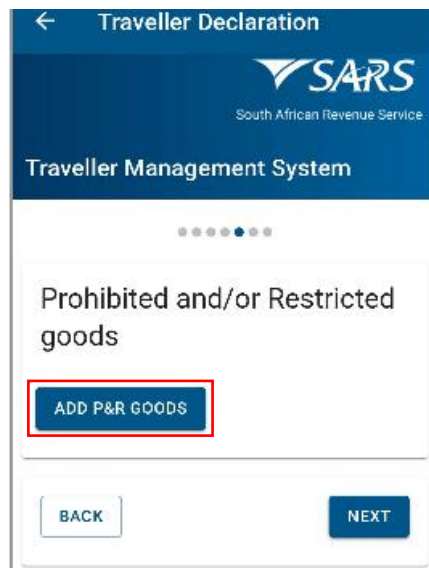 Traveller Declaration
SARS
South African Revenue Service
Traveller Management System
Prohibited and/or Restricted
goods
ADD P&R GOODS
BACK
NEXT